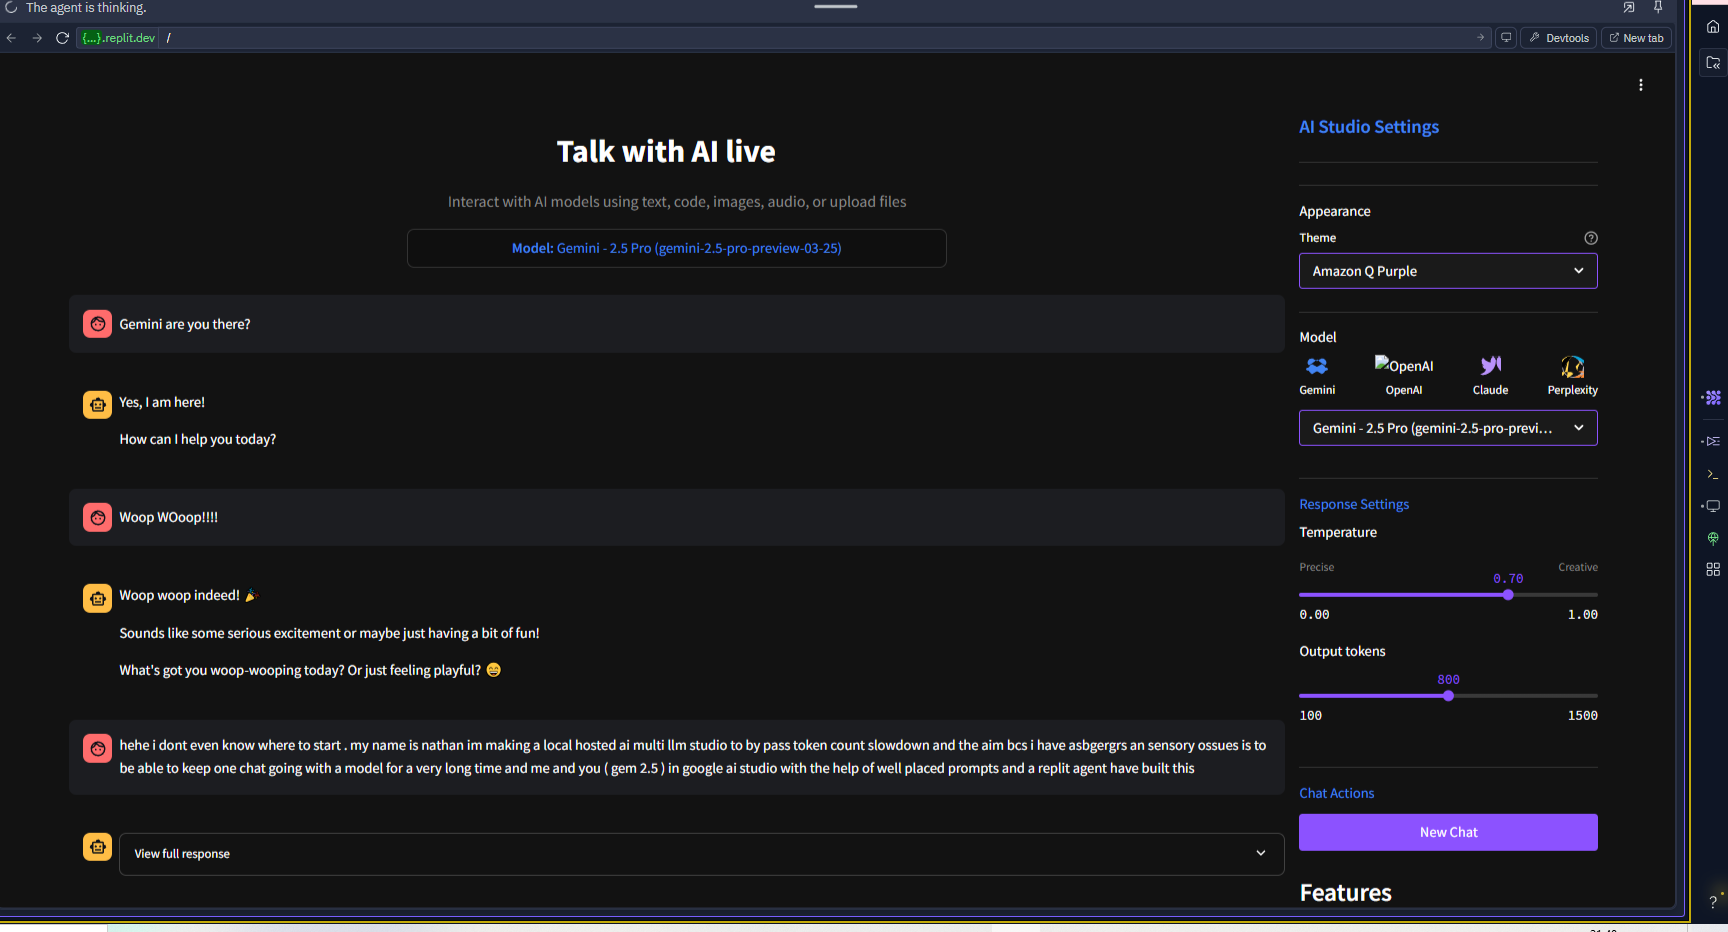 The agent is thinking.
{...}.replit.dev /
Devtools
New tab
Talk with AI live
Interact with AI models using text, code, images, audio, or upload files
Model: Gemini - 2.5 Pro (gemini-2.5-pro-preview-03-25)
Gemini are you there?
Yes, I am here!
How can I help you today?
Woop WOoop!!!!
Woop woop indeed! 🎉
Sounds like some serious excitement or maybe just having a bit of fun!
What's got you woop-wooping today? Or just feeling playful? 😄
hehe i dont even know where to start . my name is nathan im making a local hosted ai multi llm studio to by pass token count slowdown and the aim bcs i have asbgergrs an sensory ossues is to
be able to keep one chat going with a model for a very long time and me and you ( gem 2.5 ) in google ai studio with the help of well placed prompts and a replit agent have built this
View full response
AI Studio Settings
Appearance
Theme
Amazon Q Purple
Model
OpenAI
Gemini OpenAI Claude Perplexity
Gemini - 2.5 Pro (gemini-2.5-pro-previ...
Response Settings
Temperature
Precise Creative
0.70
0.00 1.00
Output tokens
800
100 1500
Chat Actions
New Chat
Features